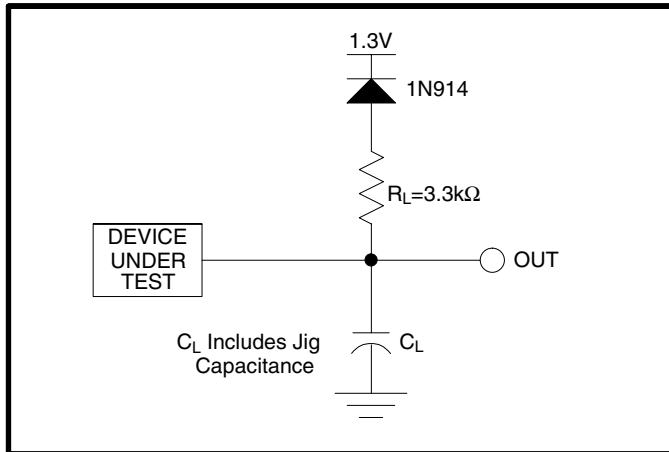 1.3V
1N914
R_L=3.3kΩ
DEVICE
UNDER
TEST
OUT
C_L Includes Jig
Capacitance
C_L